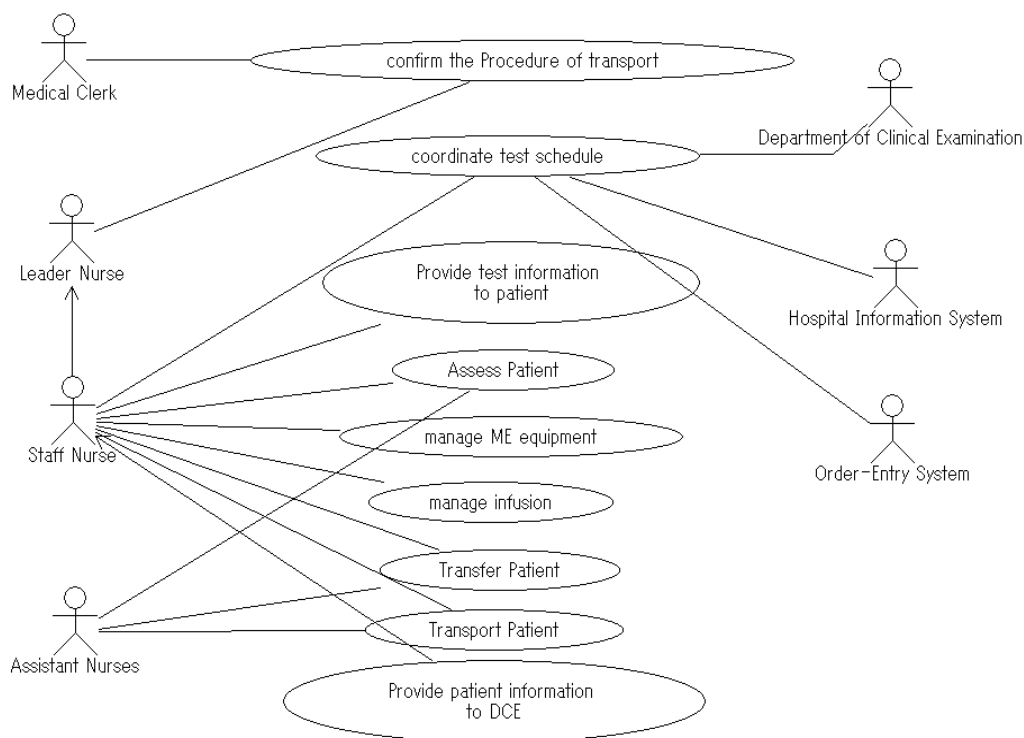 Medical Clerk
confirm the Procedure of transport
Department of Clinical Examination
coordinate test schedule
Leader Nurse
Provide test information
to patient
Hospital Information System
Assess Patient
manage ME equipment
Staff Nurse
Order-Entry System
manage infusion
Transfer Patient
Transport Patient
Assistant Nurses
Provide patient information
to DCE